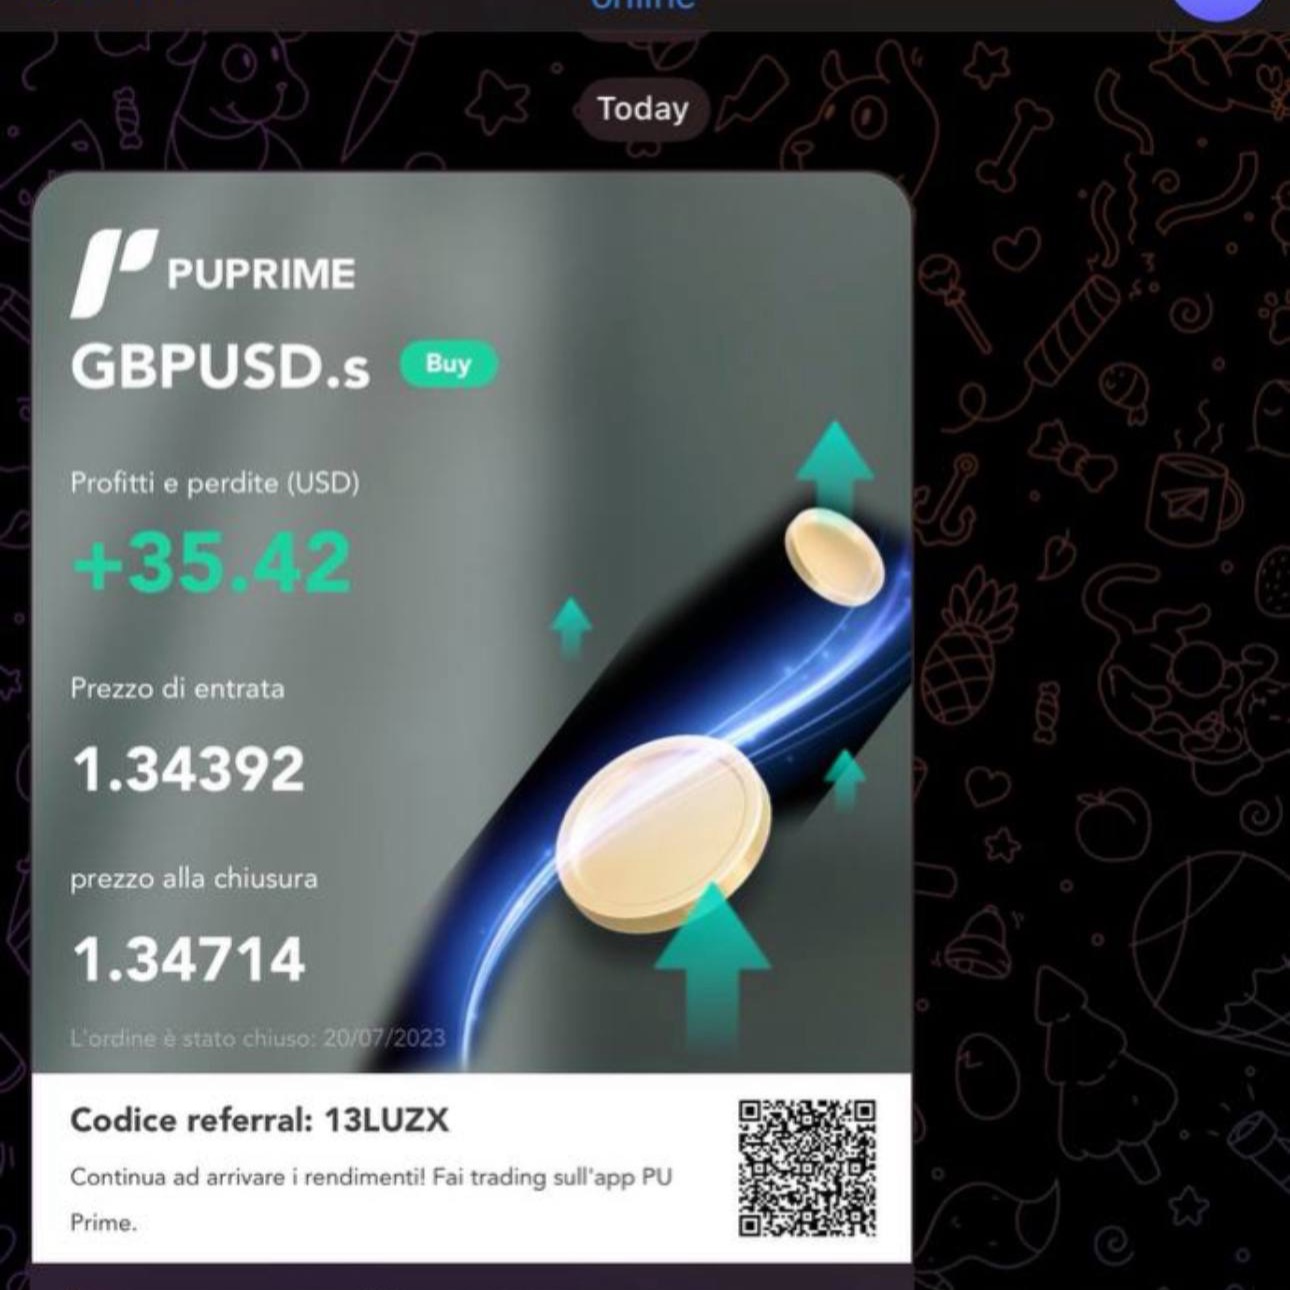 Today
PUPRIME
GBPUSD.s Buy
Profitti e perdite (USD)
+35.42
Prezzo di entrata
1.34392
prezzo alla chiusura
1.34714
L'ordine è stato chiuso: 20/07/2023
Codice referral: 13LUZX
Continua ad arrivare i rendimenti! Fai trading sull'app PU
Prime.